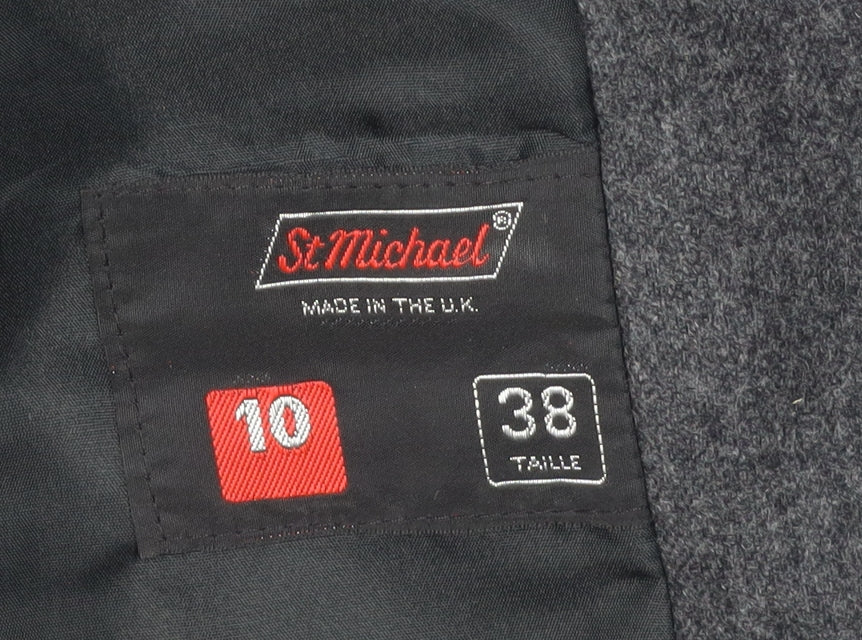 St Michael®
MADE IN THE U.K.
10
38
TAILLE